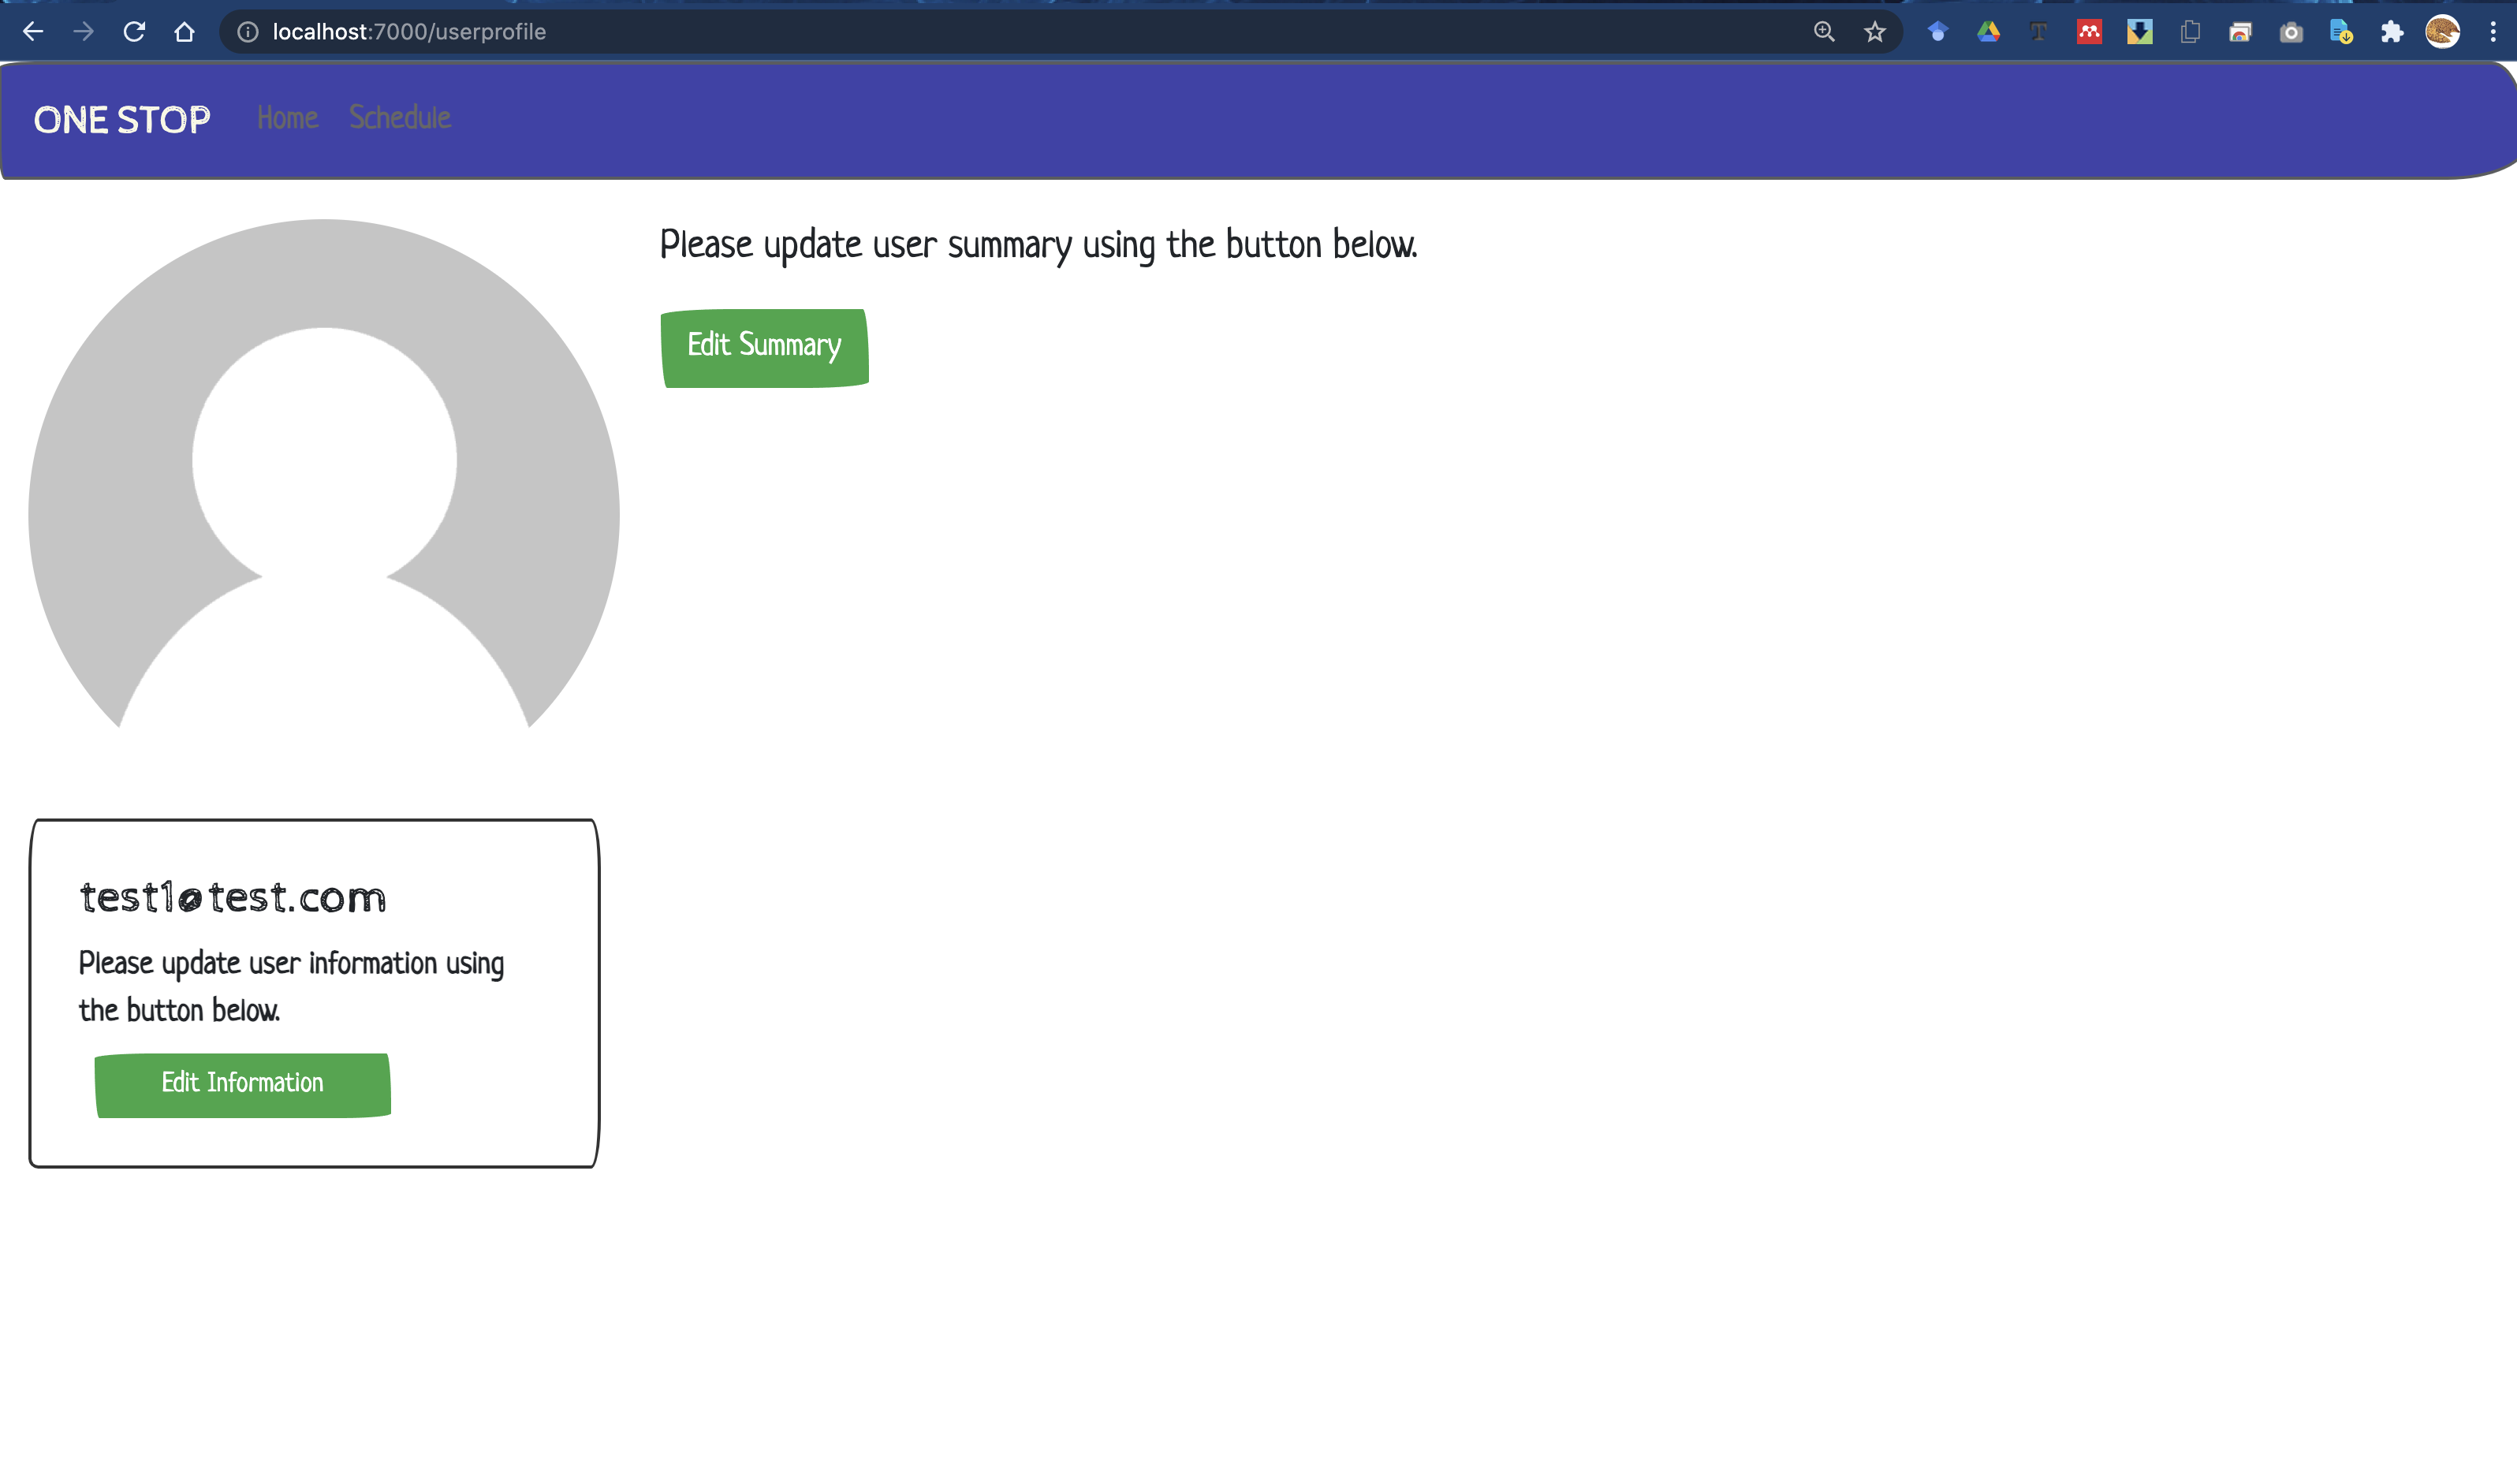 localhost:7000/userprofile
ONE STOP Home Schedule
Please update user summary using the button below.
Edit Summary
test1@test.com
Please update user information using
the button below.
Edit Information